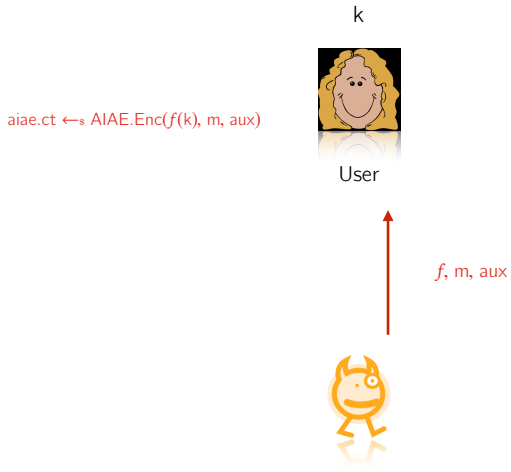 k
aiae.ct ←$ AIAE.Enc(f(k), m, aux)
User
f, m, aux